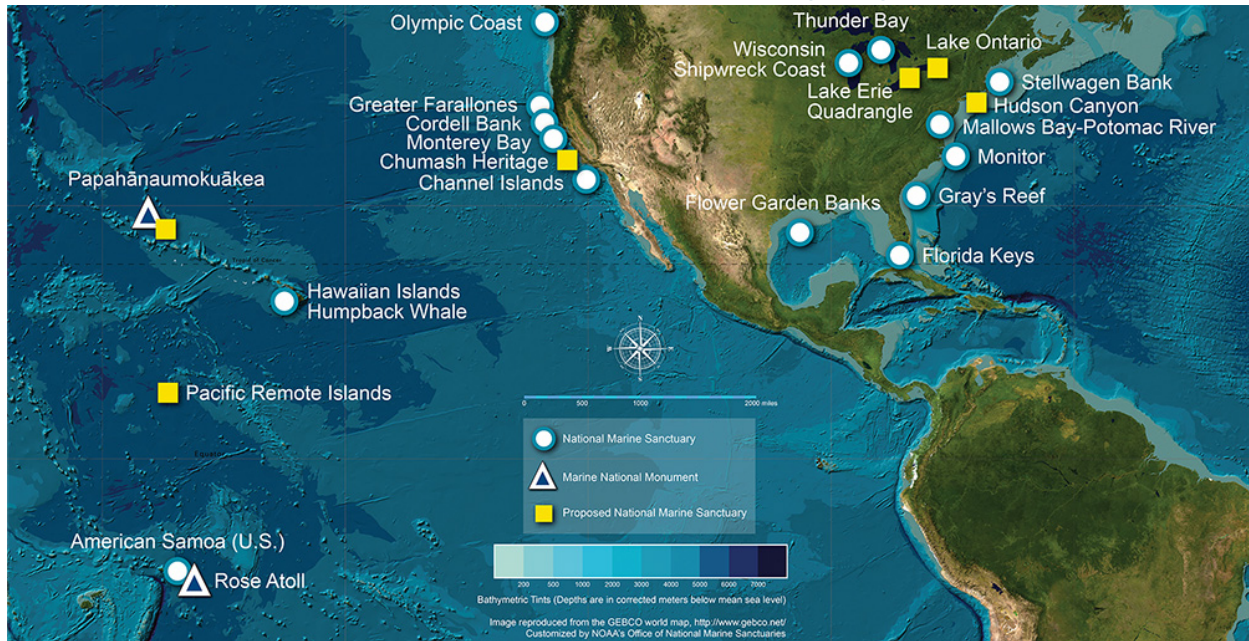 Olympic Coast
Thunder Bay
Wisconsin
Shipwreck Coast
Lake Ontario
Lake Erie
Quadrangle
Stellwagen Bank
Hudson Canyon
Mallows Bay-Potomac River
Monitor
Gray's Reef
Florida Keys
Flower Garden Banks
Greater Farallones
Cordell Bank
Monterey Bay
Chumash Heritage
Channel Islands
Papahānaumokuākea
Tropic of Cancer
Hawaiian Islands
Humpback Whale
Pacific Remote Islands
Equator
American Samoa (U.S.)
Rose Atoll
N
0 500 1000 2000 miles
National Marine Sanctuary
Marine National Monument
Proposed National Marine Sanctuary
200 500 1000 2000 3000 4000 5000 6000 7000
Bathymetric Tints (Depths are in corrected meters below mean sea level)
Image reproduced from the GEBCO world map, http://www.gebco.net/
Customized by NOAA's Office of National Marine Sanctuaries